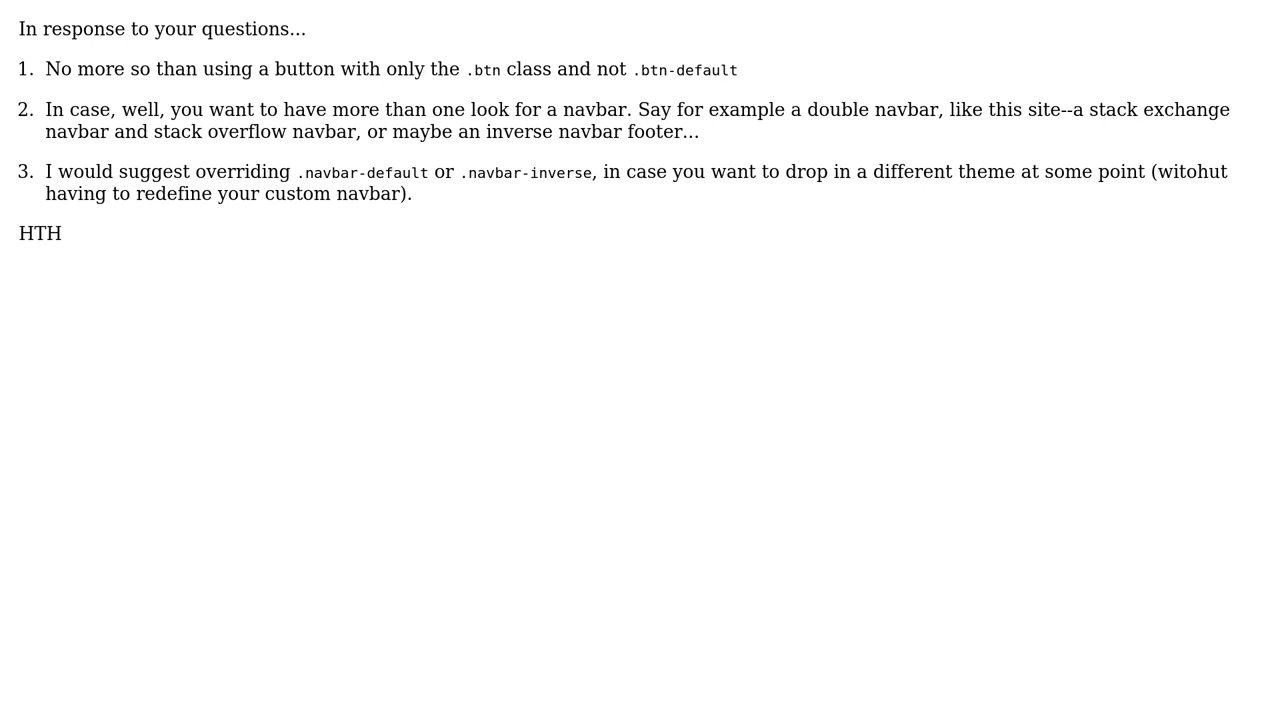 In response to your questions...
1. No more so than using a button with only the .btn class and not .btn-default
2. In case, well, you want to have more than one look for a navbar. Say for example a double navbar, like this site--a stack exchange
navbar and stack overflow navbar, or maybe an inverse navbar footer...
3. I would suggest overriding .navbar-default or .navbar-inverse, in case you want to drop in a different theme at some point (witohut
having to redefine your custom navbar).
HTH